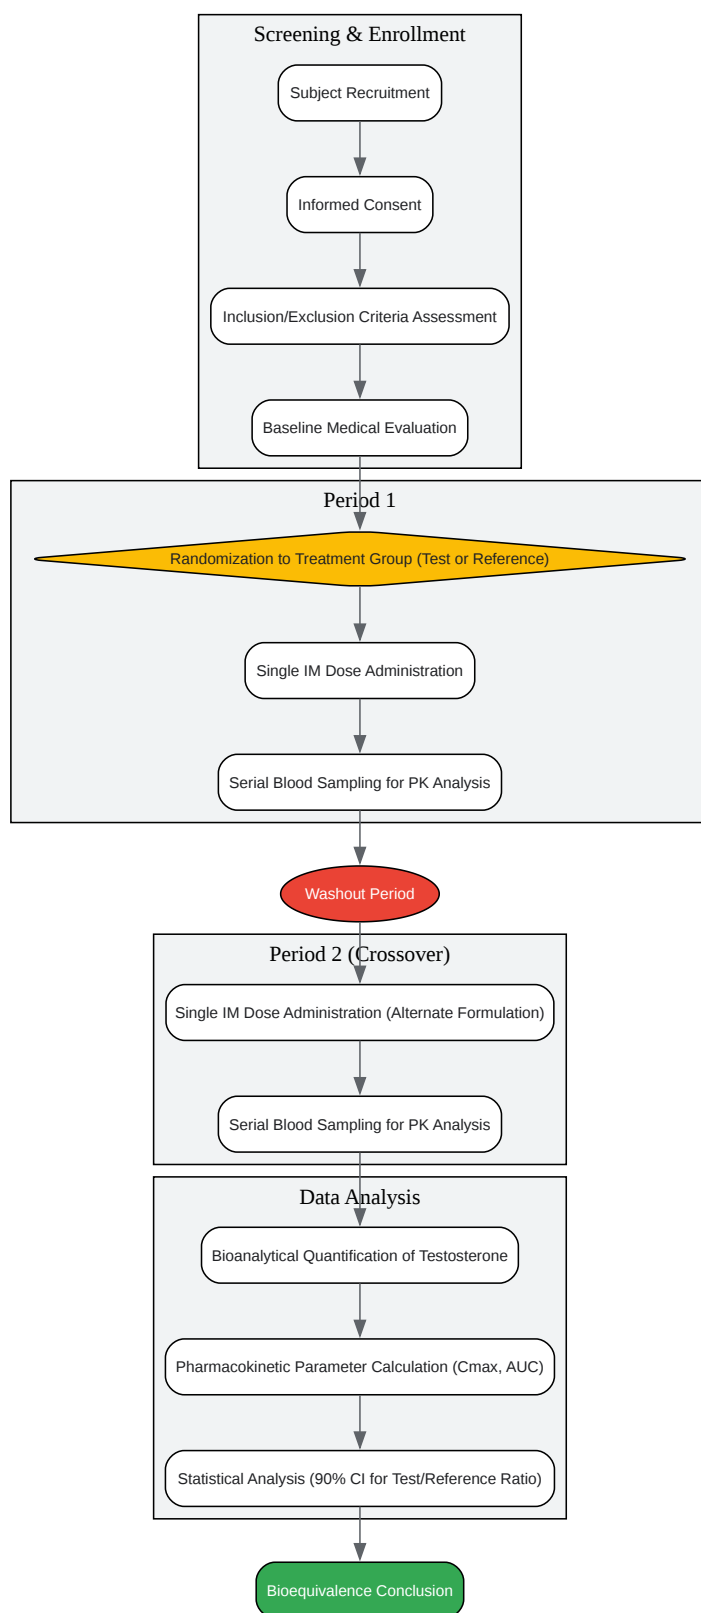 Screening & Enrollment
Subject Recruitment
Informed Consent
Inclusion/Exclusion Criteria Assessment
Baseline Medical Evaluation
Period 1
Randomization to Treatment Group (Test or Reference)
Single IM Dose Administration
Serial Blood Sampling for PK Analysis
Washout Period
Period 2 (Crossover)
Single IM Dose Administration (Alternate Formulation)
Serial Blood Sampling for PK Analysis
Data Analysis
Bioanalytical Quantification of Testosterone
Pharmacokinetic Parameter Calculation (Cmax, AUC)
Statistical Analysis (90% CI for Test/Reference Ratio)
Bioequivalence Conclusion